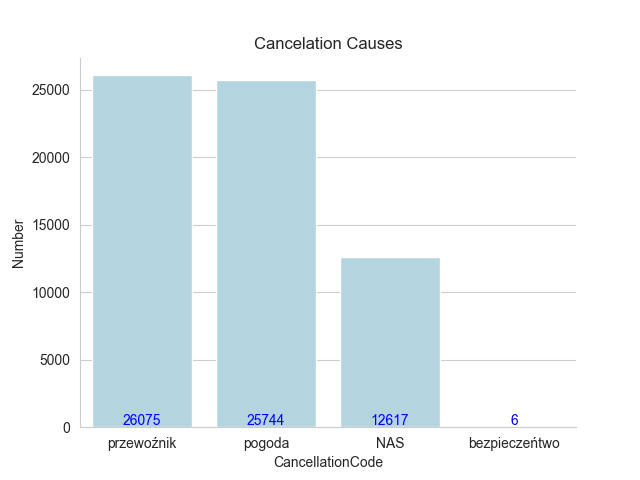 Cancelation Causes
25000
20000
15000
10000
5000
0
Number
26075
25744
12617
6
przewoźnik
pogoda
NAS
bezpieczeńtwo
CancellationCode